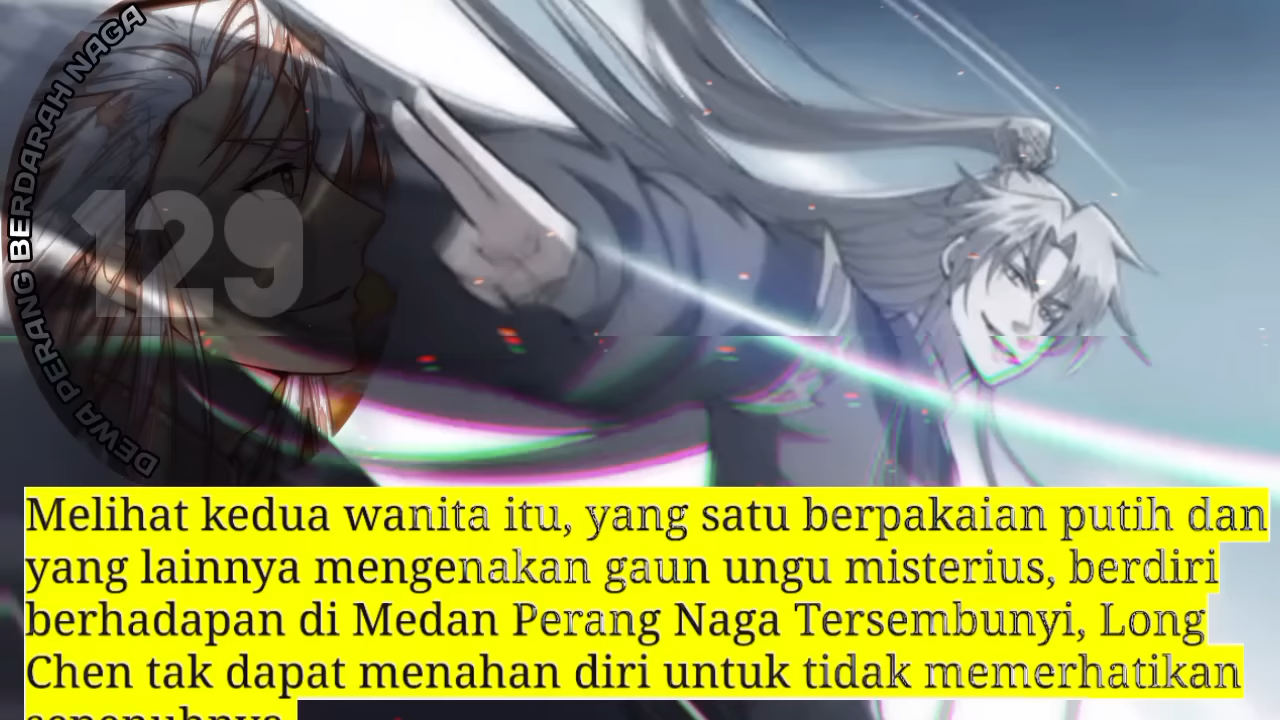 DEWA PERANG BERDARAH NAGA
129
Melihat kedua wanita itu, yang satu berpakaian putih dan
yang lainnya mengenakan gaun ungu misterius, berdiri
berhadapan di Medan Perang Naga Tersembunyi, Long
Chen tak dapat menahan diri untuk tidak memerhatikan